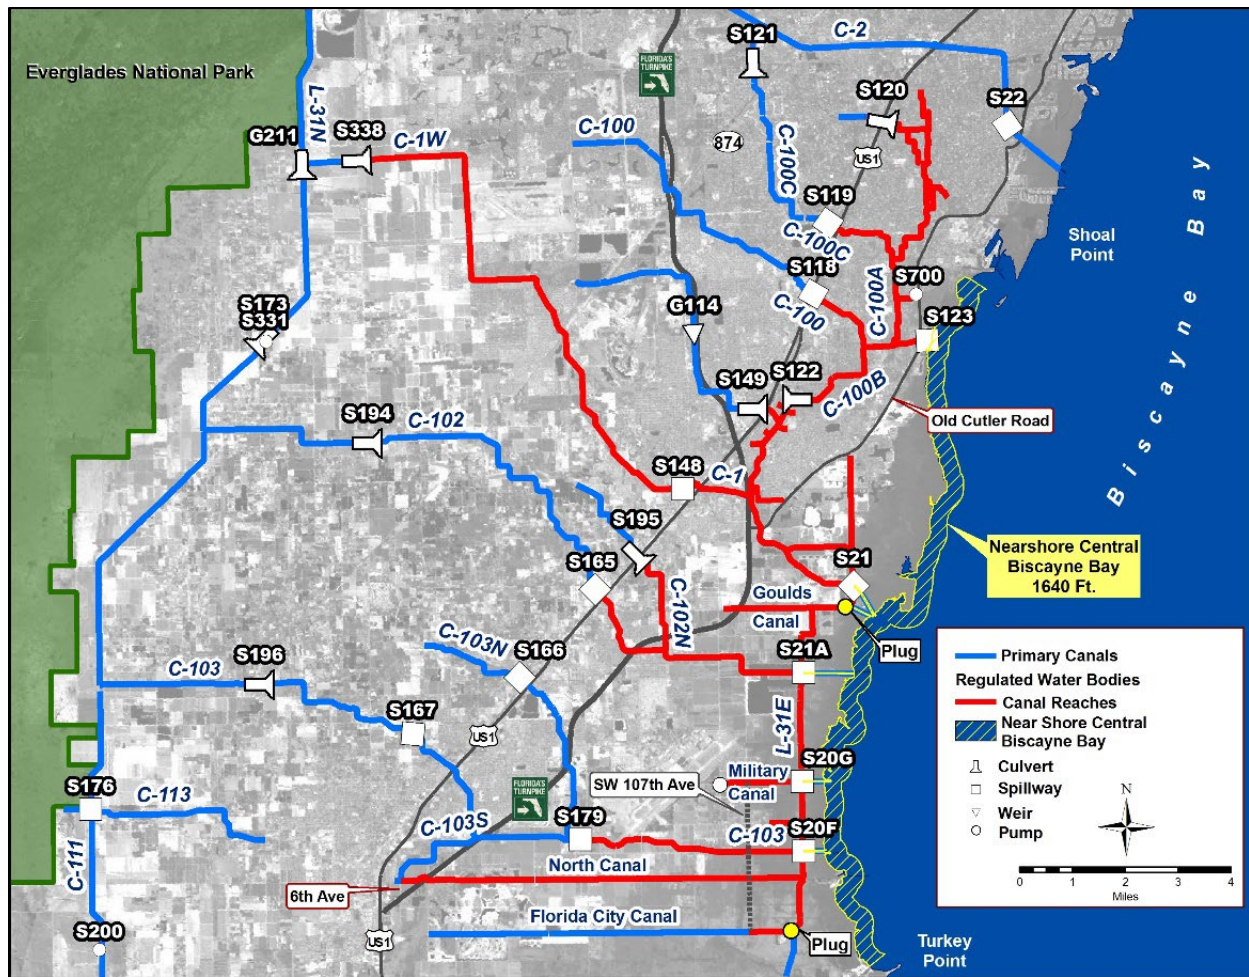 Everglades National Park
L-31N
G211
S338
C-1W
FLORIDA'S
TURNPIKE
C-100
874
S121
C-2
S120
S22
US1
C-100C
S119
C-100C
S118
C-100
C-100A
S700
S123
Shoal
Point
Biscayne Bay
S173
S331
G114
S149
S122
C-100B
Old Cutler Road
S194
C-102
S148
C-1
S195
S165
C-102N
S21
Goulds
Canal
Plug
Nearshore Central
Biscayne Bay
1640 Ft.
C-103N
S166
S21A
L-31E
C-103
S196
S167
US1
FLORIDA'S
TURNPIKE
SW 107th Ave
Military
Canal
S20G
S176
C-113
C-103S
S179
C-103
S20F
C-111
6th Ave
North Canal
Florida City Canal
S200
US1
Plug
Turkey
Point
Primary Canals
Regulated Water Bodies
Canal Reaches
Near Shore Central
Biscayne Bay
Culvert
Spillway
Weir
Pump
N
0 1 2 3 4
Miles